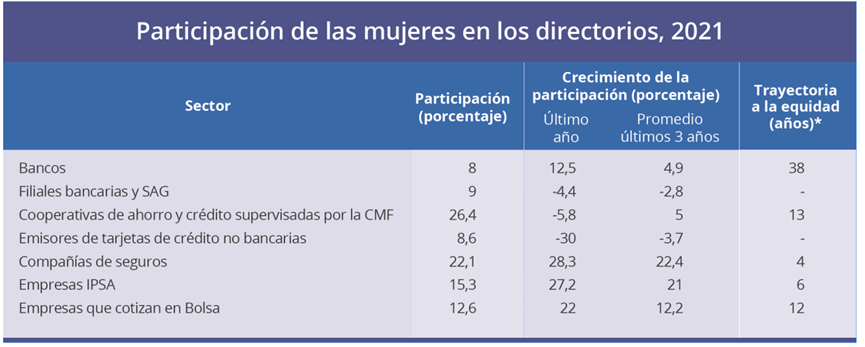 Participación de las mujeres en los directorios, 2021
Sector Participación (porcentaje) Crecimiento de la participación (porcentaje) Trayectoria a la equidad (años)*
Último año Promedio últimos 3 años
Bancos 8 12,5 4,9 38
Filiales bancarias y SAG 9 -4,4 -2,8 -
Cooperativas de ahorro y crédito supervisadas por la CMF 26,4 -5,8 5 13
Emisores de tarjetas de crédito no bancarias 8,6 -30 -3,7 -
Compañías de seguros 22,1 28,3 22,4 4
Empresas IPSA 15,3 27,2 21 6
Empresas que cotizan en Bolsa 12,6 22 12,2 12